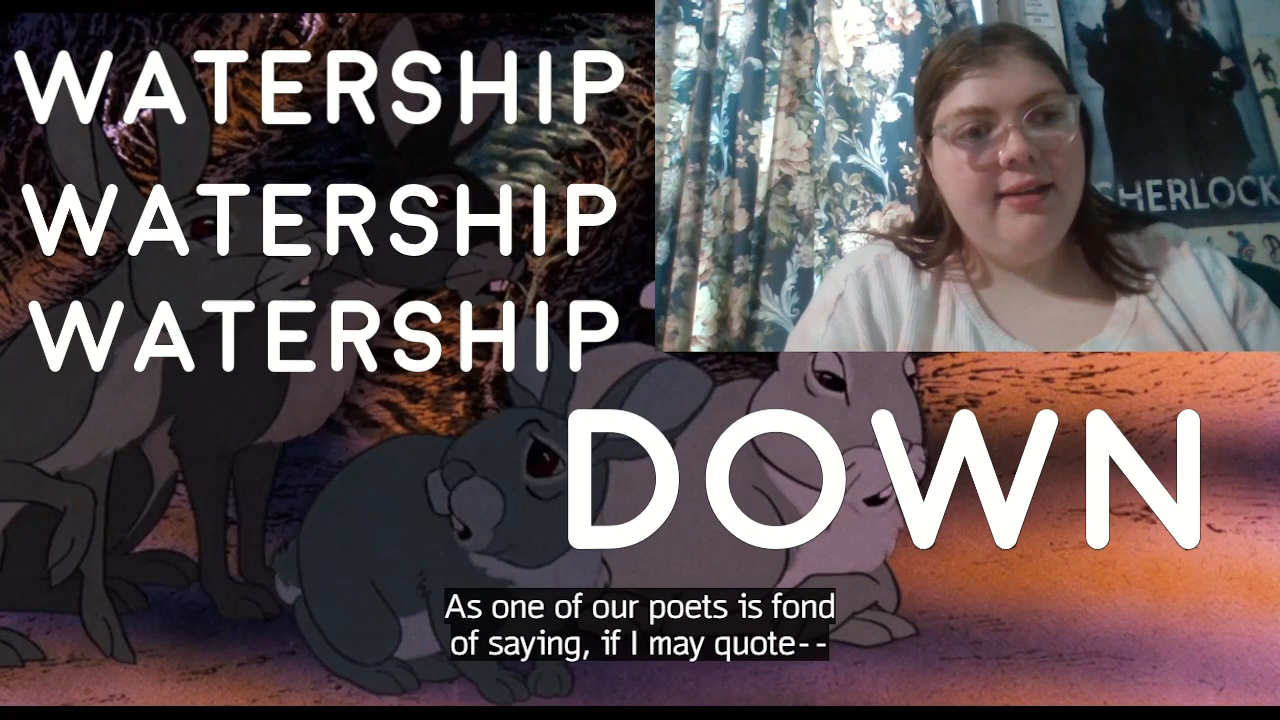 WATERSHIP
WATERSHIP
WATERSHIP
DOWN
SHERLOCK
As one of our poets is fond
of saying, if I may quote--